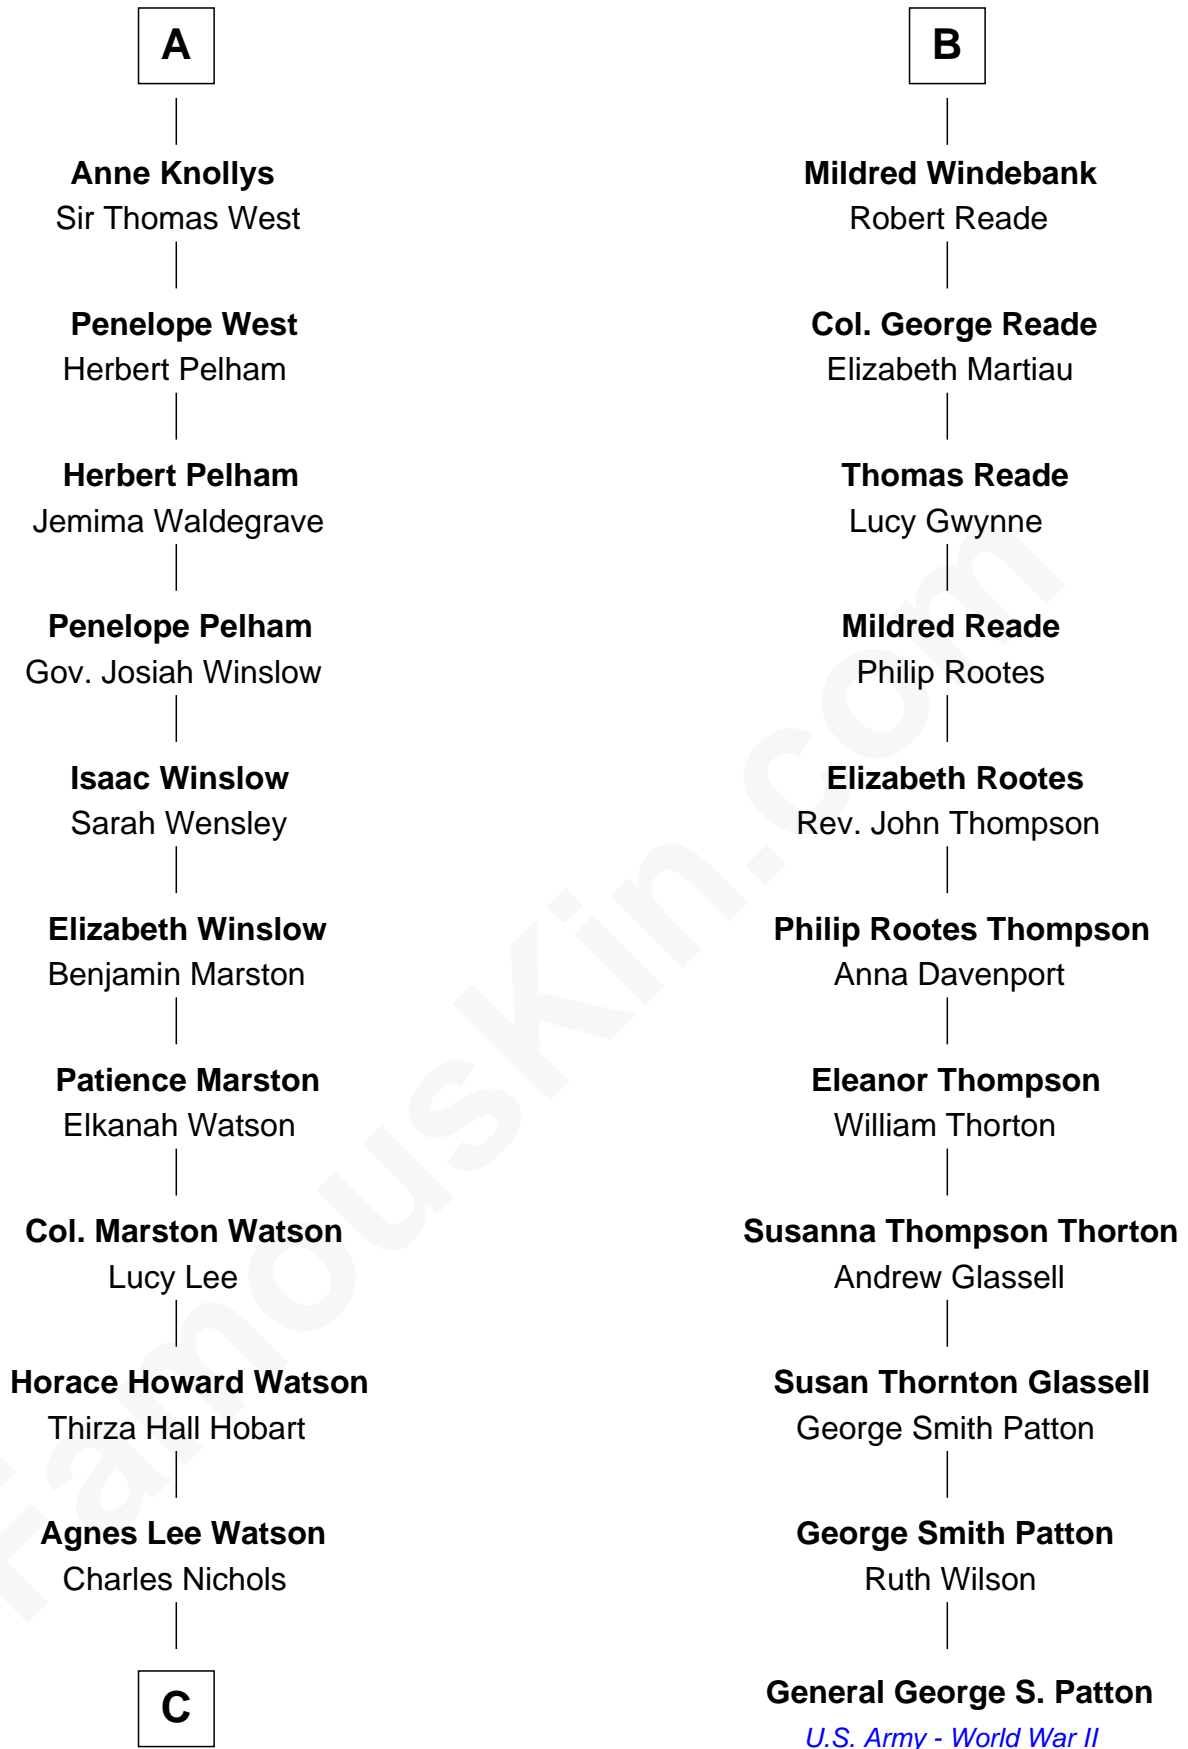 A
Anne Knollys
Sir Thomas West
Penelope West
Herbert Pelham
Herbert Pelham
Jemima Waldegrave
Penelope Pelham
Gov. Josiah Winslow
Isaac Winslow
Sarah Wensley
Elizabeth Winslow
Benjamin Marston
Patience Marston
Elkanah Watson
Col. Marston Watson
Lucy Lee
Horace Howard Watson
Thirza Hall Hobart
Agnes Lee Watson
Charles Nichols
C
B
Mildred Windebank
Robert Reade
Col. George Reade
Elizabeth Martiau
Thomas Reade
Lucy Gwynne
Mildred Reade
Philip Rootes
Elizabeth Rootes
Rev. John Thompson
Philip Rootes Thompson
Anna Davenport
Eleanor Thompson
William Thorton
Susanna Thompson Thorton
Andrew Glassell
Susan Thornton Glassell
George Smith Patton
George Smith Patton
Ruth Wilson
General George S. Patton
U.S. Army - World War II
FamousKin.com